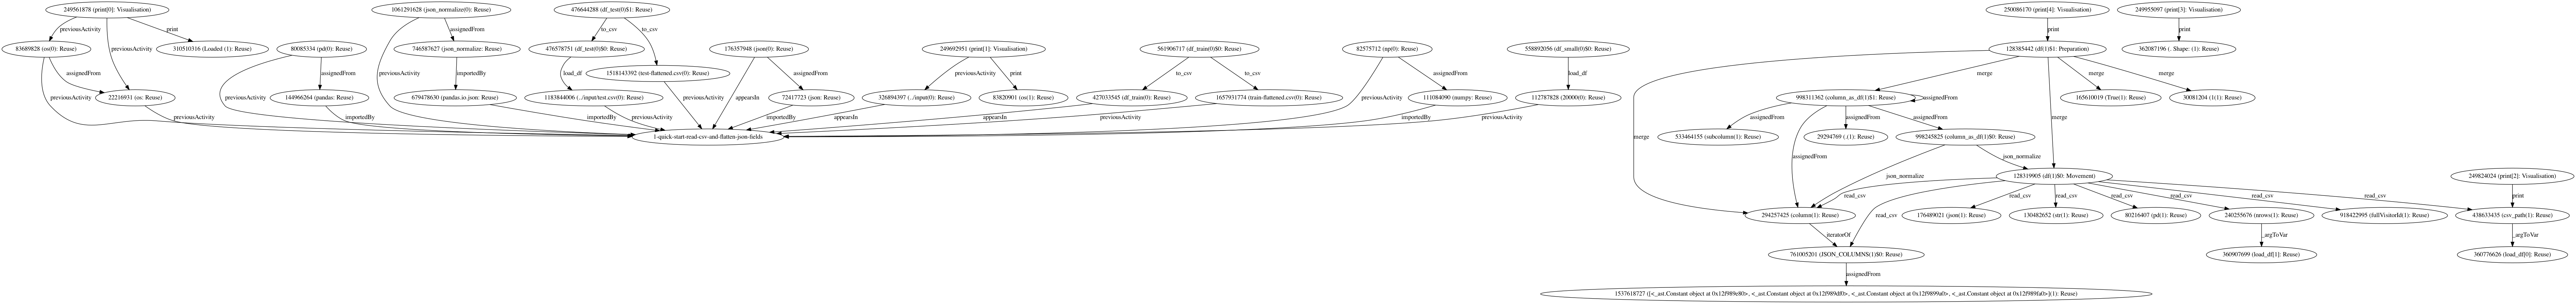 249561878 (print[0]: Visualisation)
1061291628 (json_normalize(0): Reuse)
476644288 (df_test(0)$1: Reuse)
250086170 (print[4]: Visualisation)
249955097 (print[3]: Visualisation)
previousActivity
previousActivity
print
assignedFrom
to_csv
to_csv
print
print
83689828 (os(0): Reuse)
310510316 (Loaded (1): Reuse)
80085334 (pd(0): Reuse)
746587627 (json_normalize: Reuse)
476578751 (df_test(0)$0: Reuse)
176357948 (json(0): Reuse)
249692951 (print[1]: Visualisation)
561906717 (df_train(0)$0: Reuse)
82575712 (np(0): Reuse)
558892056 (df_small(0)$0: Reuse)
128385442 (df(1)$1: Preparation)
362087196 (. Shape: (1): Reuse)
previousActivity
assignedFrom
previousActivity
assignedFrom
previousActivity
importedBy
load_df
1518143392 (test-flattened.csv(0): Reuse)
appearsIn
assignedFrom
previousActivity
print
to_csv
to_csv
previousActivity
assignedFrom
load_df
merge
merge
merge
merge
merge
22216931 (os: Reuse)
144966264 (pandas: Reuse)
679478630 (pandas.io.json: Reuse)
1183844006 (../input/test.csv(0): Reuse)
72417723 (json: Reuse)
326894397 (../input(0): Reuse)
83820901 (os(1): Reuse)
427033545 (df_train(0): Reuse)
1657931774 (train-flattened.csv(0): Reuse)
111084090 (numpy: Reuse)
112787828 (20000(0): Reuse)
998311362 (column_as_df(1)$1: Reuse)
assignedFrom
165610019 (True(1): Reuse)
30081204 (1(1): Reuse)
previousActivity
importedBy
importedBy
previousActivity
previousActivity
importedBy
appearsIn
appearsIn
previousActivity
importedBy
previousActivity
assignedFrom
assignedFrom
assignedFrom
assignedFrom
1-quick-start-read-csv-and-flatten-json-fields
533464155 (subcolumn(1): Reuse)
29294769 (.(1): Reuse)
998245825 (column_as_df(1)$0: Reuse)
json_normalize
json_normalize
128319905 (df(1)$0: Movement)
249824024 (print[2]: Visualisation)
read_csv
read_csv
read_csv
read_csv
read_csv
read_csv
read_csv
read_csv
print
294257425 (column(1): Reuse)
176489021 (json(1): Reuse)
130482652 (str(1): Reuse)
80216407 (pd(1): Reuse)
240255676 (nrows(1): Reuse)
918422995 (fullVisitorId(1): Reuse)
438633435 (csv_path(1): Reuse)
iteratorOf
_argToVar
_argToVar
761005201 (JSON_COLUMNS(1)$0: Reuse)
360907699 (load_df[1]: Reuse)
360776626 (load_df[0]: Reuse)
assignedFrom
1537618727 ([<_ast.Constant object at 0x12f989e80>, <_ast.Constant object at 0x12f989df0>, <_ast.Constant object at 0x12f9899a0>, <_ast.Constant object at 0x12f989fa0>](1): Reuse)